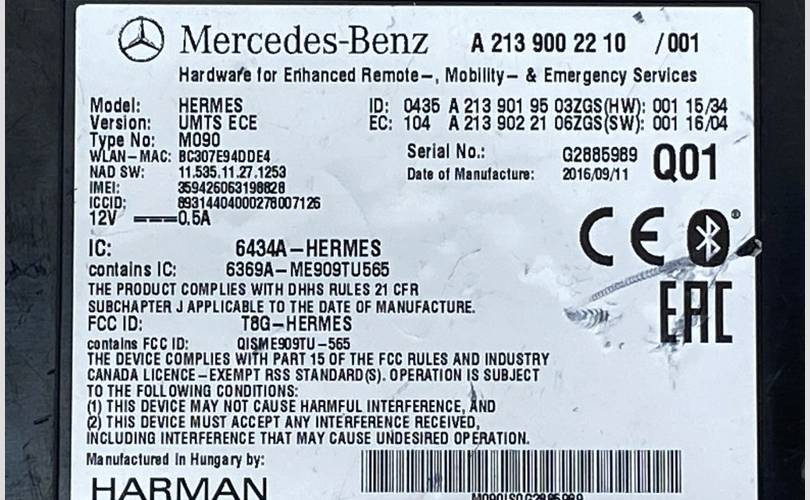 Mercedes-Benz A 213 900 22 10 /001
Hardware for Enhanced Remote-, Mobility- & Emergency Services
Model: HERMES ID: 0435 A 213 901 95 03ZGS(HW): 001 15/34
Version: UMTS ECE EC: 104 A 213 902 21 06ZGS(SW): 001 16/04
Type No: M090
WLAN-MAC: BC307E94DDE4 Serial No.: G2885989 Q01
NAD SW: 11.535.11.27.1253 Date of Manufacture: 2016/09/11
IMEI: 359426063198828
ICCID: 89314404000278007126
12V 0.5A
CE
IC: 6434A-HERMES
contains IC: 6369A-ME909TU565
THE PRODUCT COMPLIES WITH DHHS RULES 21 CFR
SUBCHAPTER J APPLICABLE TO THE DATE OF MANUFACTURE.
EAC
FCC ID: T8G-HERMES
contains FCC ID: QISME909TU-565
THE DEVICE COMPLIES WITH PART 15 OF THE FCC RULES AND INDUSTRY
CANADA LICENCE-EXEMPT RSS STANDARD(S). OPERATION IS SUBJECT
TO THE FOLLOWING CONDITIONS:
(1) THIS DEVICE MAY NOT CAUSE HARMFUL INTERFERENCE, AND
(2) THIS DEVICE MUST ACCEPT ANY INTERFERENCE RECEIVED,
INCLUDING INTERFERENCE THAT MAY CAUSE UNDESIRED OPERATION.
Manufactured in Hungary by:
HARMAN